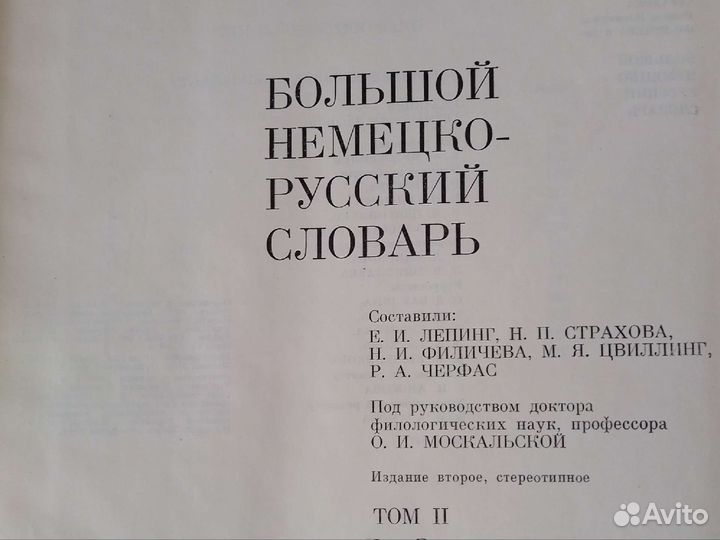 БОЛЬШОЙ
НЕМЕЦКО-
РУССКИЙ
СЛОВАРЬ
Составили:
Е. И. ЛЕПИНГ, Н. П. СТРАХОВА,
Н. И. ФИЛИЧЕВА, М. Я. ЦВИЛЛИНГ,
Р. А. ЧЕРФАС
Под руководством доктора
филологических наук, профессора
О. И. МОСКАЛЬСКОЙ
Издание второе, стереотипное
ТОМ II
Avito